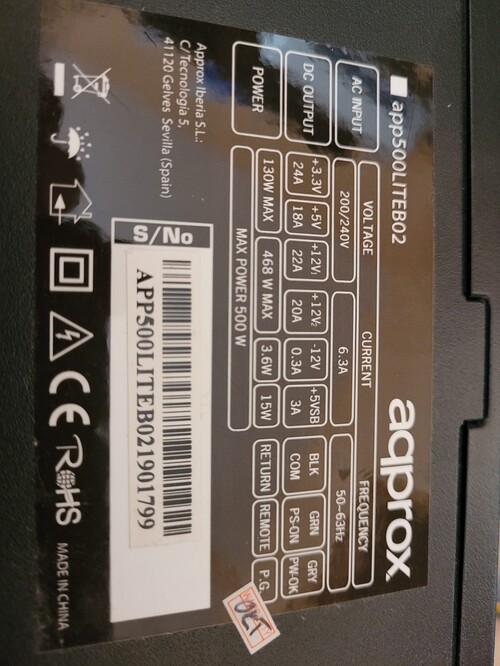 app500LITEB02
aqprox
VOLTAGE CURRENT FREQUENCY
AC INPUT 200/240V 6.3A 50~63Hz
DC OUTPUT +3.3V +5V +12V1 +12V2 -12V +5VSB BLK GRN GRY
24A 18A 22A 20A 0.3A 3A COM PS-ON PW-OK
POWER 130W MAX 468 W MAX 3.6W 15W RETURN REMOTE P.G.
MAX POWER 500 W
Approx Iberia S.L.:
C/Tecnología 5,
41120 Gelves Sevilla (Spain)
S/No
APP500LITEB021901799
CE RoHS MADE IN CHINA